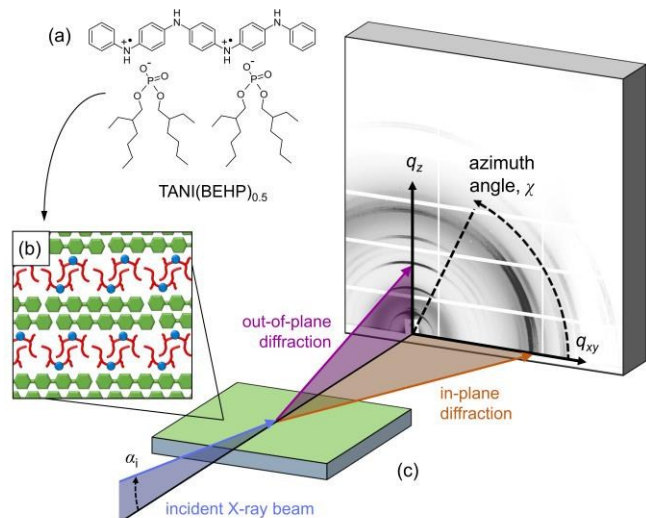 (a)
H
N
H
N
N
H
N
H
O⁻
P
O
O
O
O⁻
P
O
O
O
TANI(BEHP)0.5
(b)
qz
azimuth
angle, χ
out-of-plane
diffraction
qxy
in-plane
diffraction
αi
(c)
incident X-ray beam